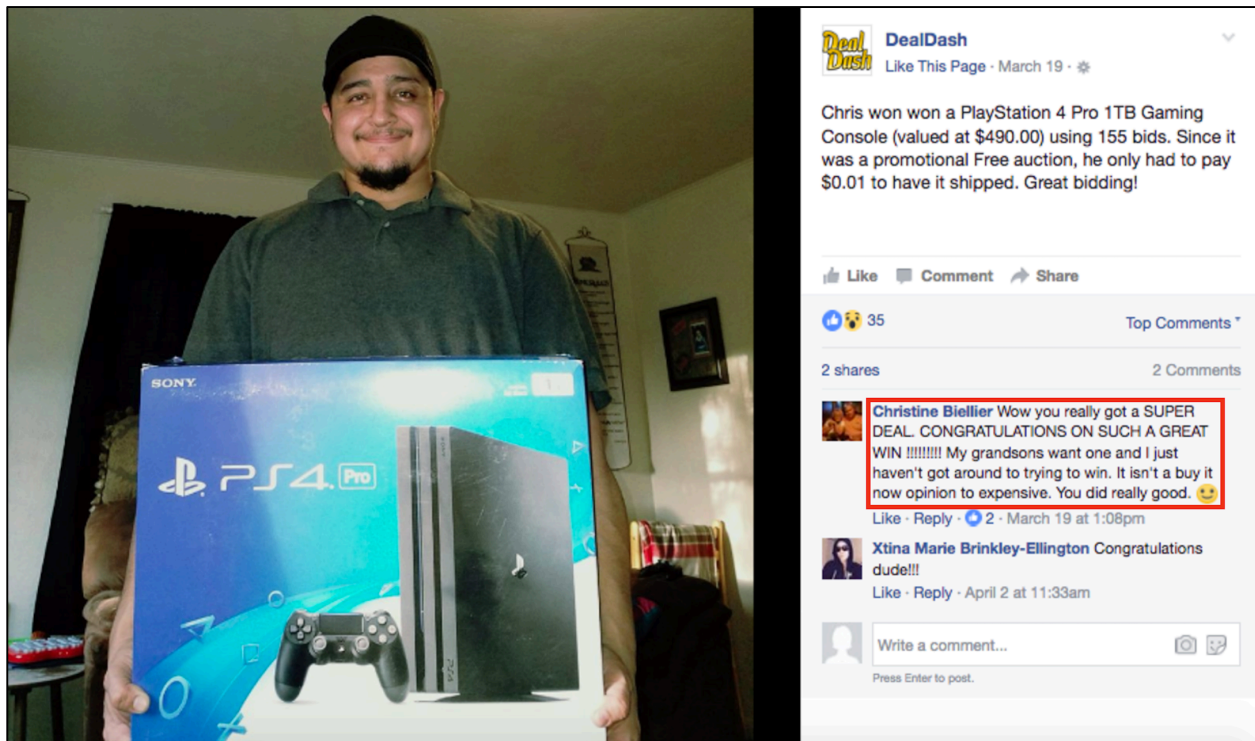 SONY
PS4 Pro
PS4
Deal
Dash
DealDash
Like This Page · March 19 ·
Chris won won a PlayStation 4 Pro 1TB Gaming
Console (valued at $490.00) using 155 bids. Since it
was a promotional Free auction, he only had to pay
$0.01 to have it shipped. Great bidding!
Like Comment Share
35 Top Comments
2 shares 2 Comments
Christine Biellier Wow you really got a SUPER
DEAL. CONGRATULATIONS ON SUCH A GREAT
WIN !!!!!!!!! My grandsons want one and I just
haven't got around to trying to win. It isn't a buy it
now opinion to expensive. You did really good.
Like · Reply · 2 · March 19 at 1:08pm
Xtina Marie Brinkley-Ellington Congratulations
dude!!!
Like · Reply · April 2 at 11:33am
Write a comment...
Press Enter to post.